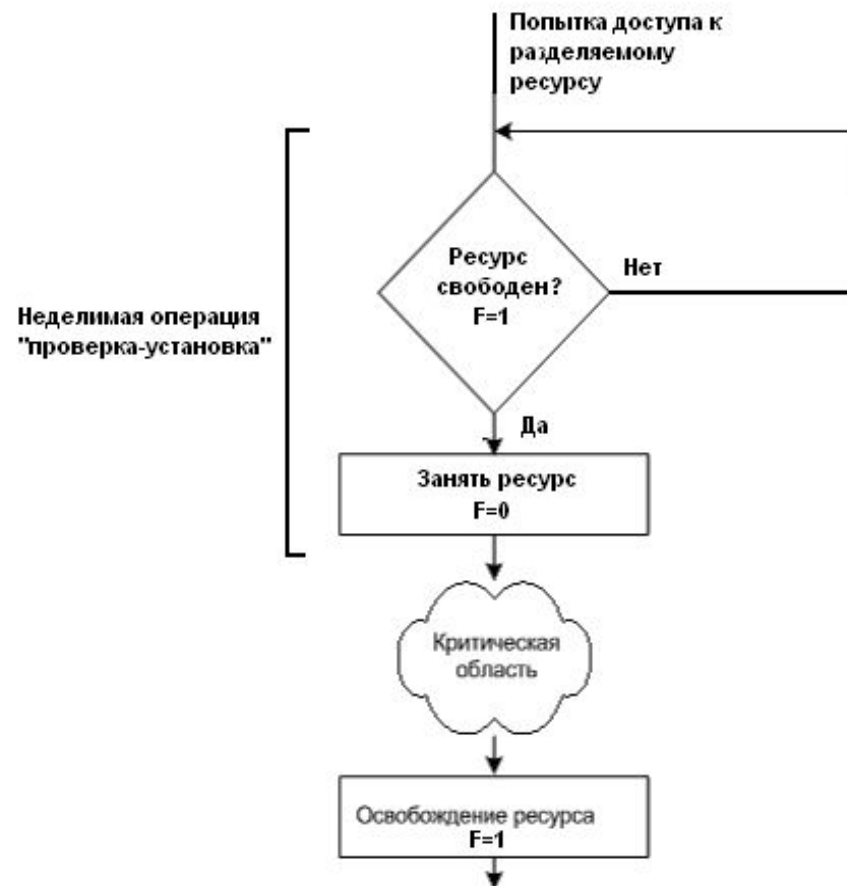 Попытка доступа к
разделяемому
ресурсу
Ресурс
свободен?
F=1
Нет
Неделимая операция
"проверка-установка"
Да
Занять ресурс
F=0
Критическая
область
Освобождение ресурса
F=1